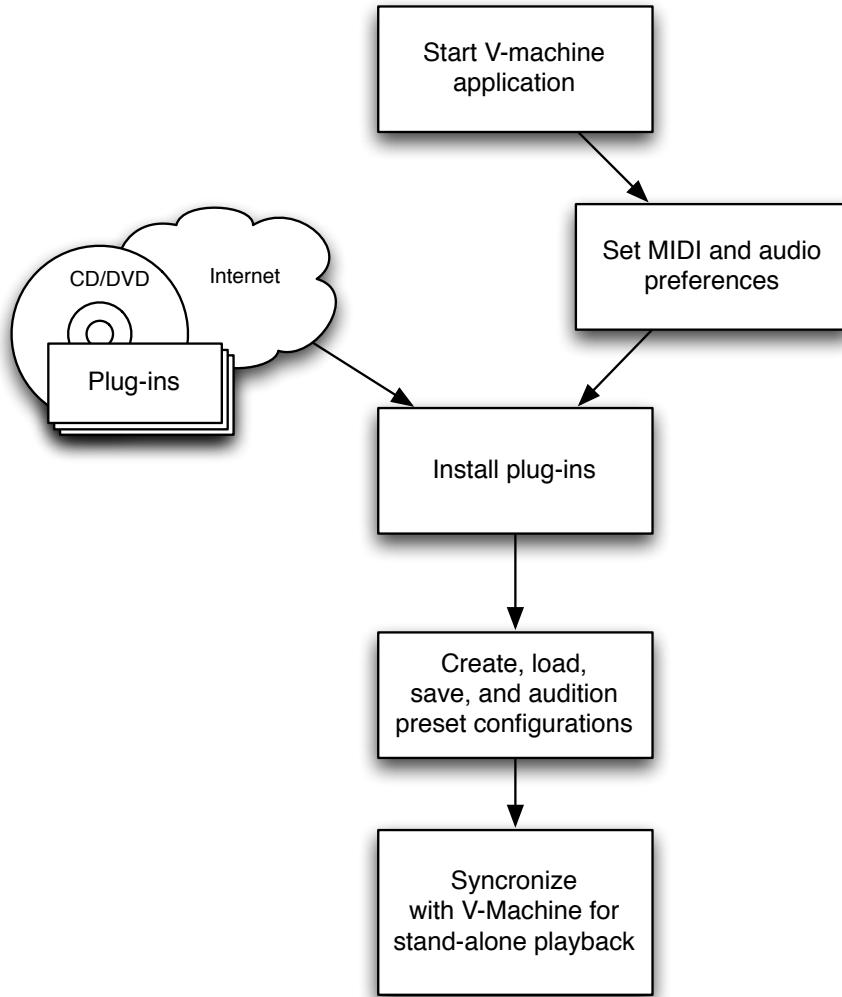 Start V-machine
application
Set MIDI and audio
preferences
CD/DVD
Internet
Plug-ins
Install plug-ins
Create, load,
save, and audition
preset configurations
Syncronize
with V-Machine for
stand-alone playback